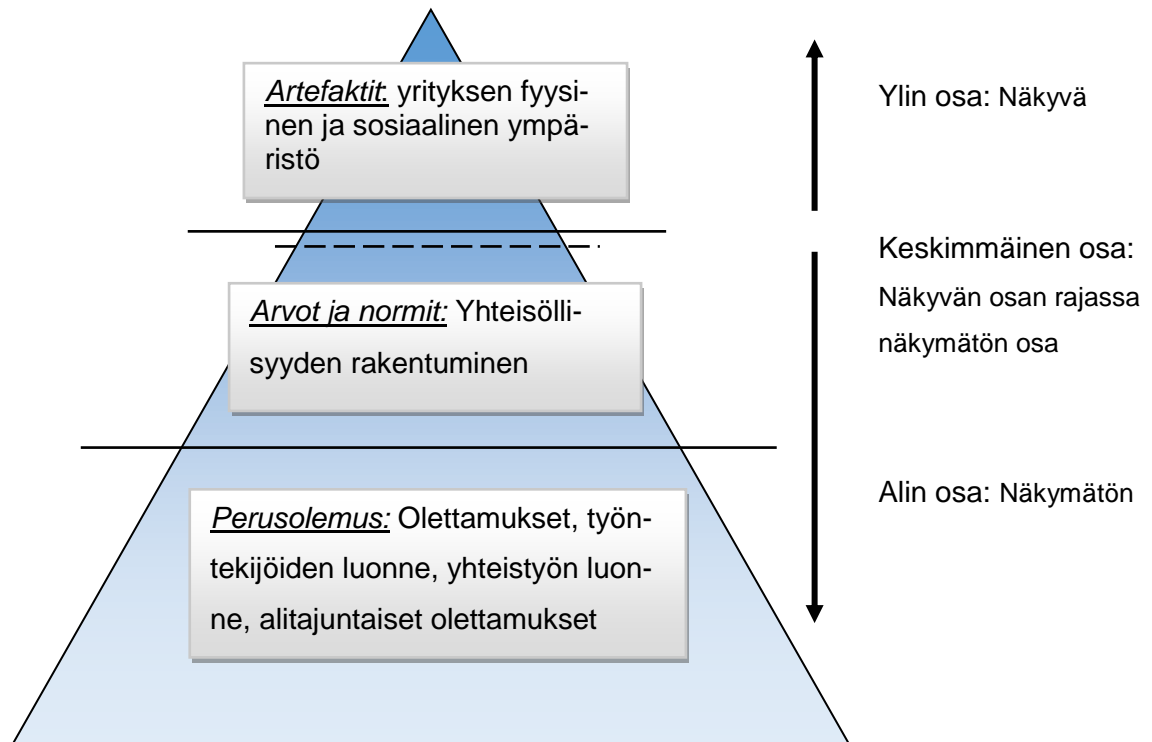 Artefaktit: yrityksen fyysi-
nen ja sosiaalinen ympä-
ristö
Ylin osa: Näkyvä
Arvot ja normit: Yhteisölli-
syyden rakentuminen
Keskimmäinen osa:
Näkyvän osan rajassa
näkymätön osa
Perusolemus: Olettamukset, työn-
tekijöiden luonne, yhteistyön luon-
ne, alitajuntaiset olettamukset
Alin osa: Näkymätön